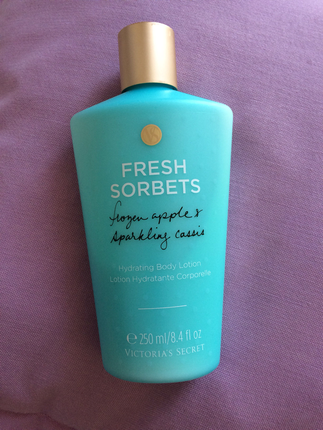 FRESH
SORBETS
frozen apple &
sparkling cassis
Hydrating Body Lotion
Lotion Hydratante Corporelle
℮ 250 ml/8.4 fl oz
VICTORIA'S SECRET